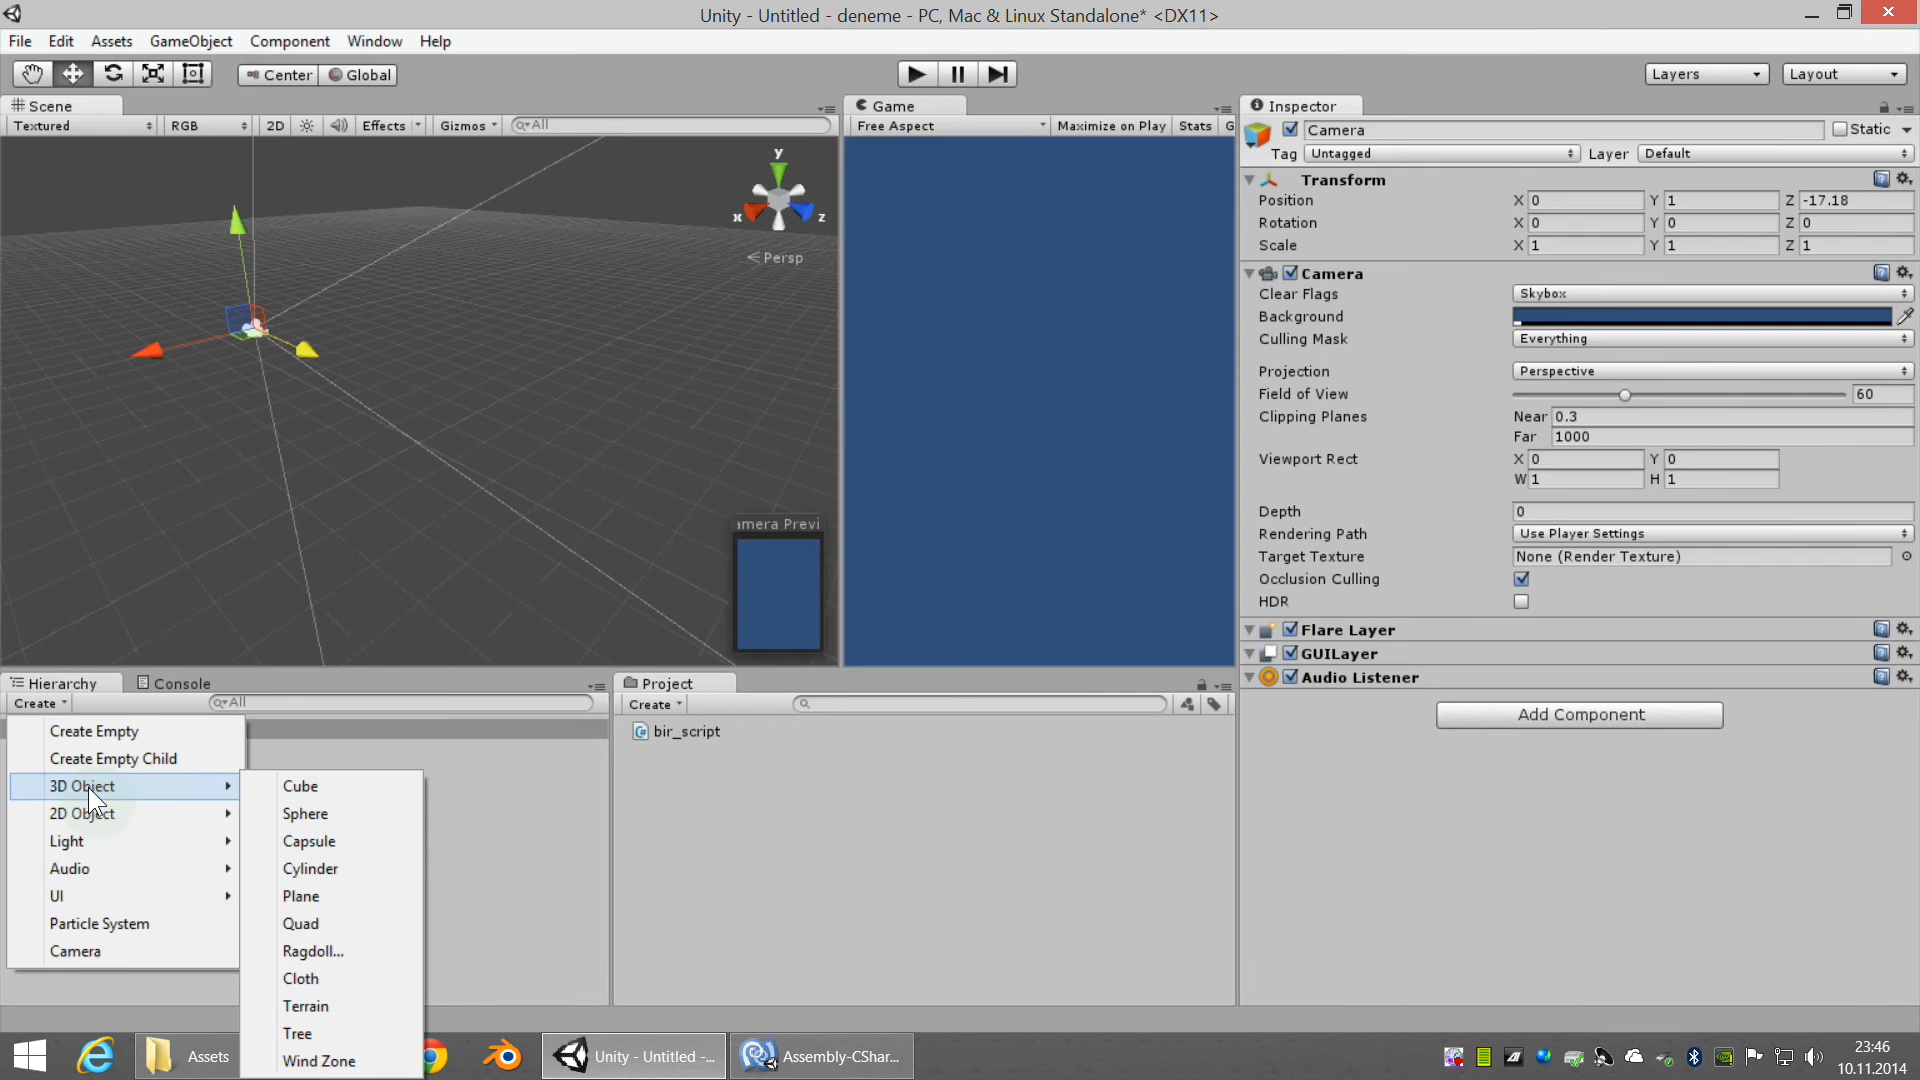 Unity - Untitled - deneme - PC, Mac & Linux Standalone* <DX11>
File Edit Assets GameObject Component Window Help
Center Global Layers Layout
Scene
Textured RGB 2D Effects Gizmos All
y
x
z
Persp
amera Previ
Game
Free Aspect Maximize on Play Stats G
Inspector
Camera Static
Tag Untagged Layer Default
Transform
Position X 0 Y 1 Z -17.18
Rotation X 0 Y 0 Z 0
Scale X 1 Y 1 Z 1
Camera
Clear Flags Skybox
Background
Culling Mask Everything
Projection Perspective
Field of View 60
Clipping Planes Near 0.3
Far 1000
Viewport Rect X 0 Y 0
W 1 H 1
Depth 0
Rendering Path Use Player Settings
Target Texture None (Render Texture)
Occlusion Culling
HDR
Flare Layer
GUILayer
Audio Listener
Add Component
Hierarchy Console
Create All
Create Empty
Create Empty Child
3D Object
2D Object
Light
Audio
UI
Particle System
Camera
Cube
Sphere
Capsule
Cylinder
Plane
Quad
Ragdoll...
Cloth
Terrain
Tree
Wind Zone
Project
Create
bir_script
Assets
Unity - Untitled -...
Assembly-CShar...
23:46
10.11.2014